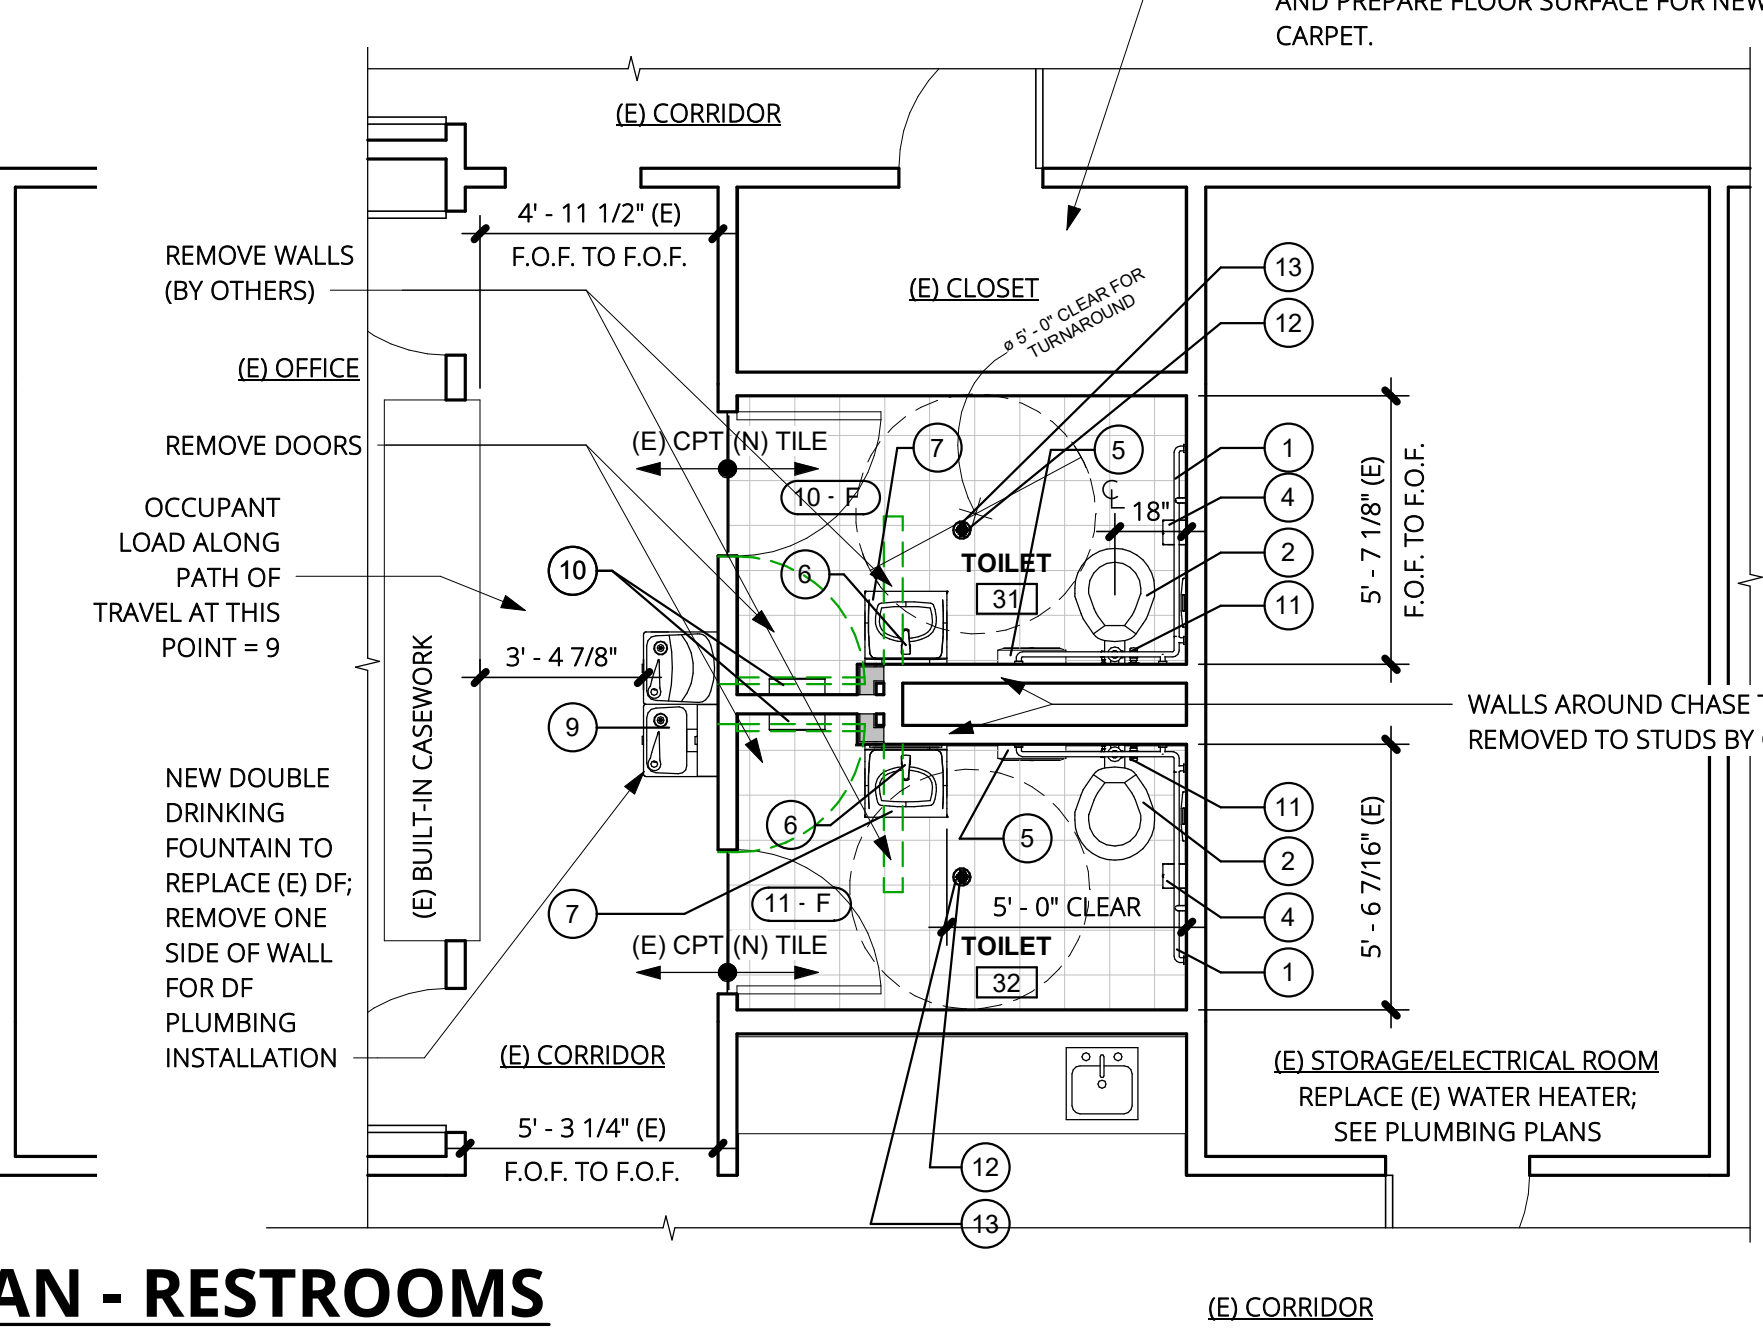 AND PREPARE FLOOR SURFACE FOR NEW
CARPET.
(E) CORRIDOR
4' - 11 1/2" (E)
F.O.F. TO F.O.F.
REMOVE WALLS
(BY OTHERS)
(E) CLOSET
ø 5' - 0" CLEAR FOR
TURNAROUND
13
12
(E) OFFICE
REMOVE DOORS
(E) CPT (N) TILE
7
5
1
10 - F
℄
18"
4
5' - 7 1/8" (E)
F.O.F. TO F.O.F.
OCCUPANT
LOAD ALONG
PATH OF
TRAVEL AT THIS
POINT = 9
10
6
TOILET
31
2
11
3' - 4 7/8"
(E) BUILT-IN CASEWORK
9
WALLS AROUND CHASE
REMOVED TO STUDS BY
NEW DOUBLE
DRINKING
FOUNTAIN TO
REPLACE (E) DF;
REMOVE ONE
SIDE OF WALL
FOR DF
PLUMBING
INSTALLATION
6
5
11
2
5' - 6 7/16" (E)
7
11 - F
5' - 0" CLEAR
4
(E) CPT (N) TILE
TOILET
32
1
(E) CORRIDOR
(E) STORAGE/ELECTRICAL ROOM
REPLACE (E) WATER HEATER;
SEE PLUMBING PLANS
5' - 3 1/4" (E)
F.O.F. TO F.O.F.
12
13
AN - RESTROOMS
(E) CORRIDOR